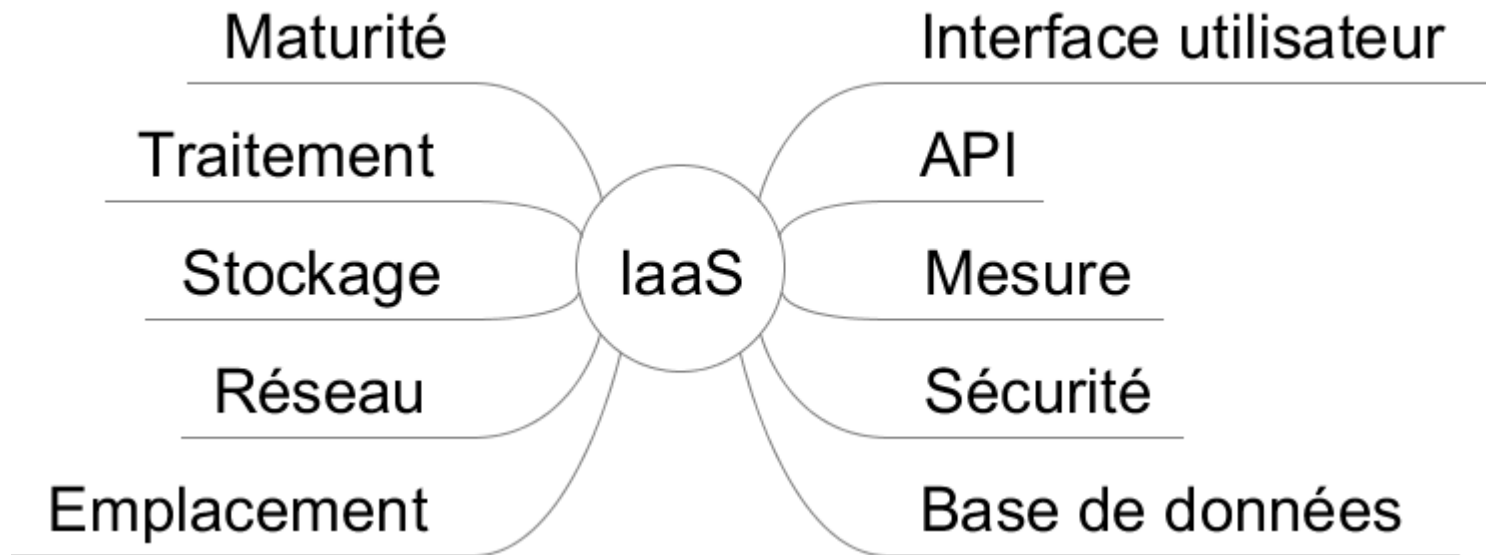 Maturité
Traitement
Stockage
Réseau
Emplacement
IaaS
Interface utilisateur
API
Mesure
Sécurité
Base de données